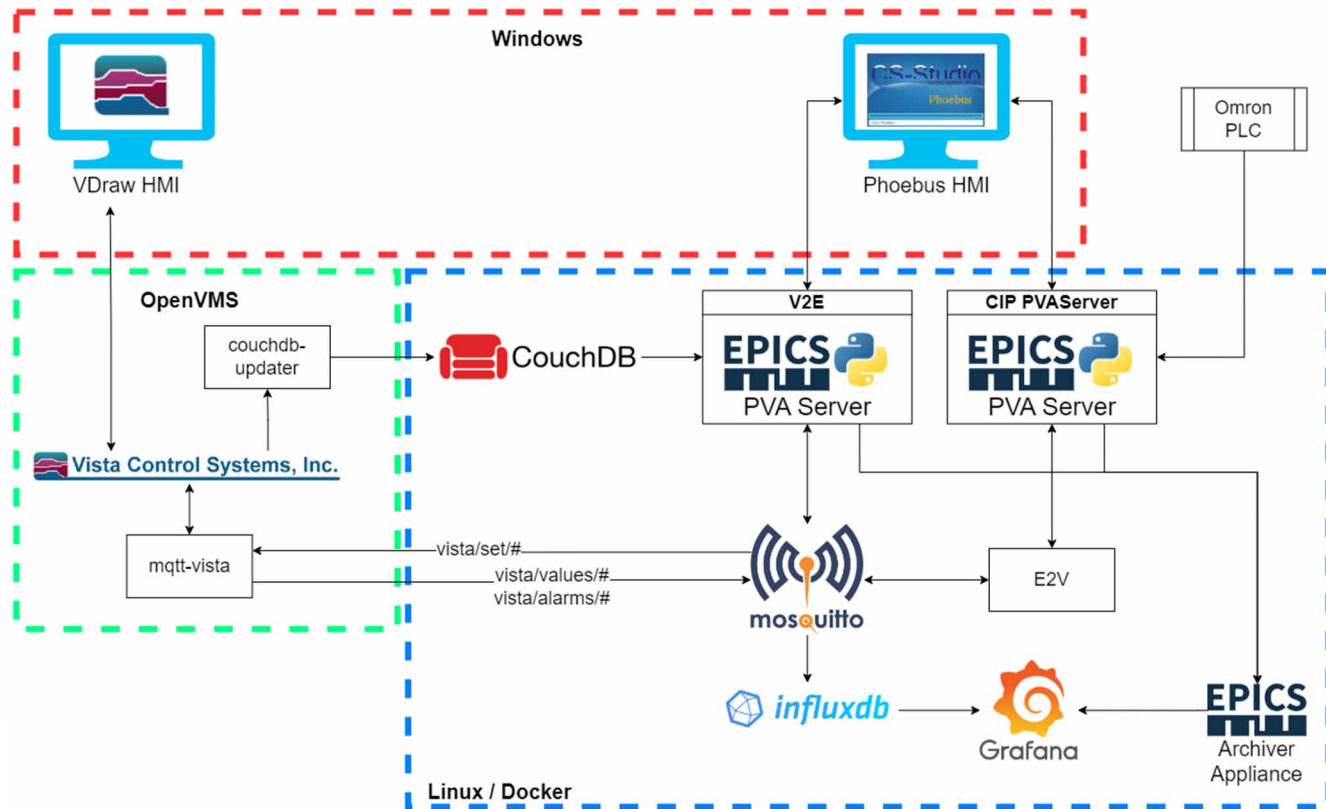 Windows
CS-Studio
Phoebus
VDraw HMI
Phoebus HMI
Omron
PLC
OpenVMS
couchdb-
updater
Vista Control Systems, Inc.
mqtt-vista
CouchDB
V2E
EPICS
PVA Server
CIP PVAServer
EPICS
PVA Server
vista/set/#
vista/values/#
vista/alarms/#
mosquitto
E2V
influxdb
Grafana
EPICS
Archiver
Appliance
Linux / Docker